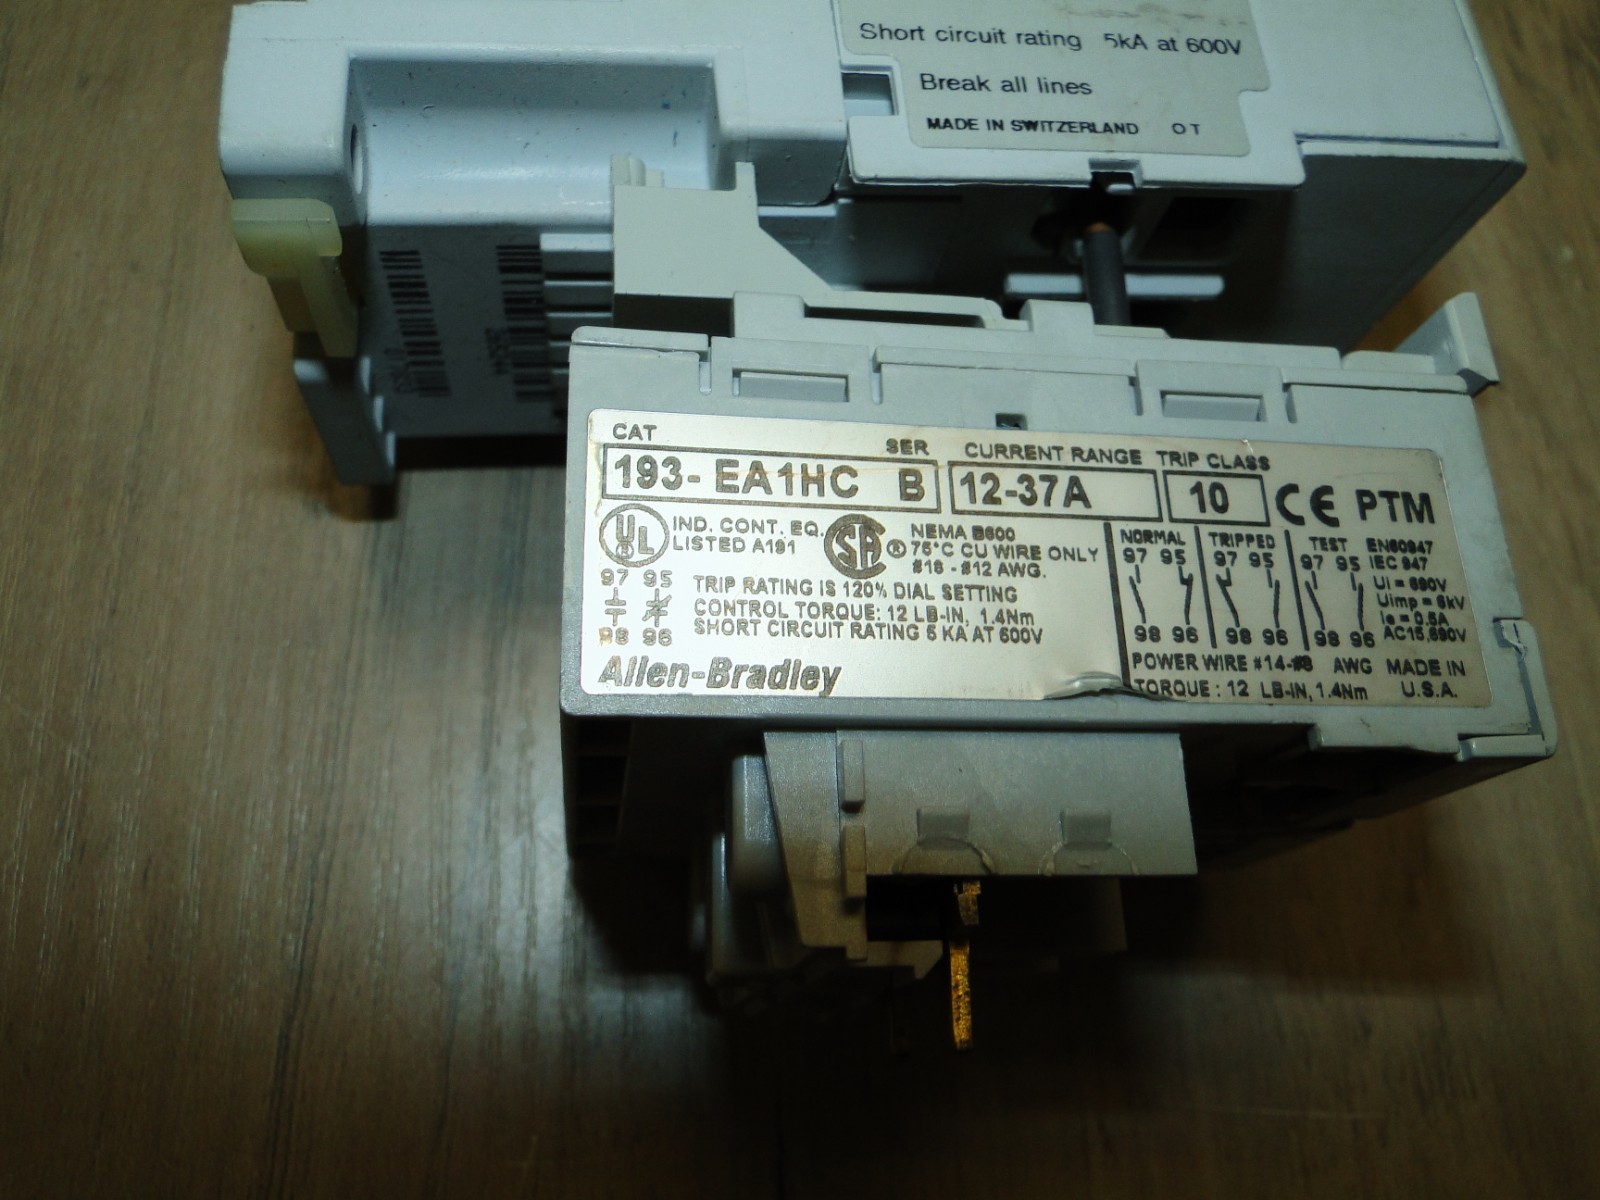 Short circuit rating 5kA at 600V
Break all lines
MADE IN SWITZERLAND O T
CAT SER CURRENT RANGE TRIP CLASS
193- EA1HC B 12-37A 10 CE PTM
UL IND. CONT. EQ.
LISTED A191
SA ® NEMA B600
75°C CU WIRE ONLY
#18 - #12 AWG.
97 95
98 96
TRIP RATING IS 120% DIAL SETTING
CONTROL TORQUE: 12 LB-IN, 1.4Nm
SHORT CIRCUIT RATING 5 KA AT 600V
Allen-Bradley
NORMAL TRIPPED TEST
97 95 97 95 97 95
98 96 98 96 98 96
EN60947
IEC 947
Ui = 690V
Uimp = 6kV
Ie = 0.5A
AC15,690V
POWER WIRE #14-#8 AWG
TORQUE: 12 LB-IN, 1.4Nm
MADE IN
U.S.A.